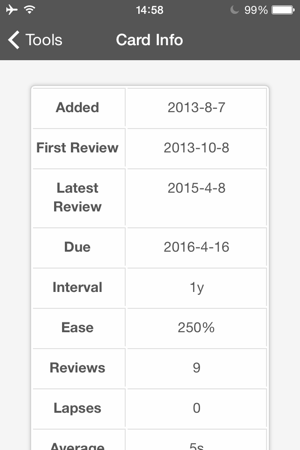 14:58 99%
Tools Card Info
Added 2013-8-7
First Review 2013-10-8
Latest 2015-4-8
Review
Due 2016-4-16
Interval 1y
Ease 250%
Reviews 9
Lapses 0
Average 5s